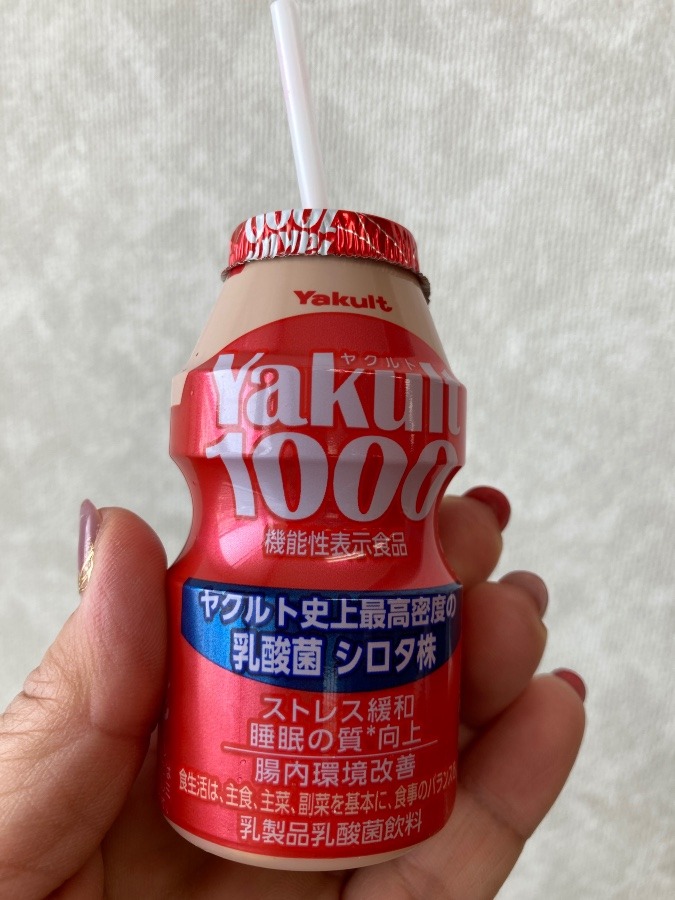 Yakult
ヤクルト
Yakult
1000
機能性表示食品
ヤクルト史上最高密度の
乳酸菌 シロタ株
ストレス緩和
睡眠の質*向上
腸内環境改善
食生活は、主食、主菜、副菜を基本に、食事のバランスを
乳製品乳酸菌飲料